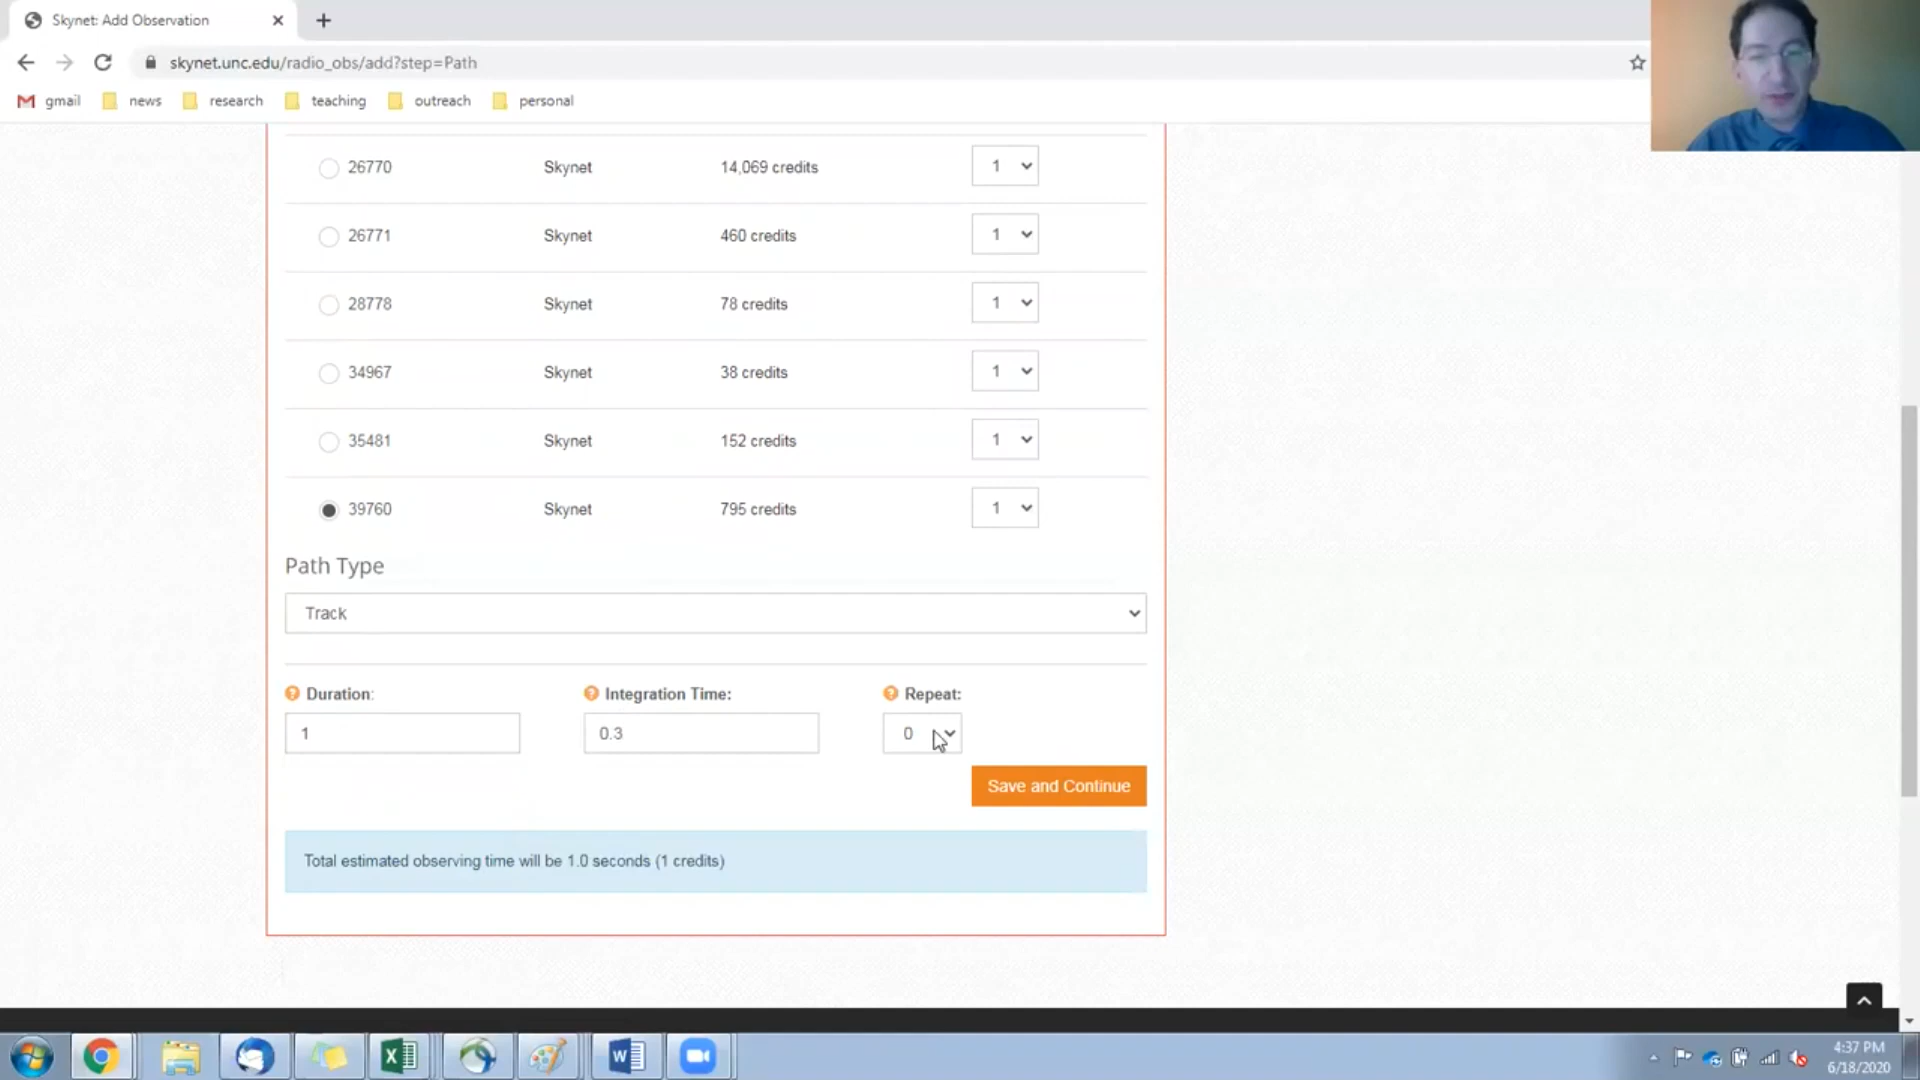 Skynet: Add Observation
skynet.unc.edu/radio_obs/add?step=Path
gmail news research teaching outreach personal
26770 Skynet 14,069 credits 1
26771 Skynet 460 credits 1
28778 Skynet 78 credits 1
34967 Skynet 38 credits 1
35481 Skynet 152 credits 1
39760 Skynet 795 credits 1
Path Type
Track
Duration: Integration Time: Repeat:
1 0.3 0
Save and Continue
Total estimated observing time will be 1.0 seconds (1 credits)
4:37 PM
6/18/2020